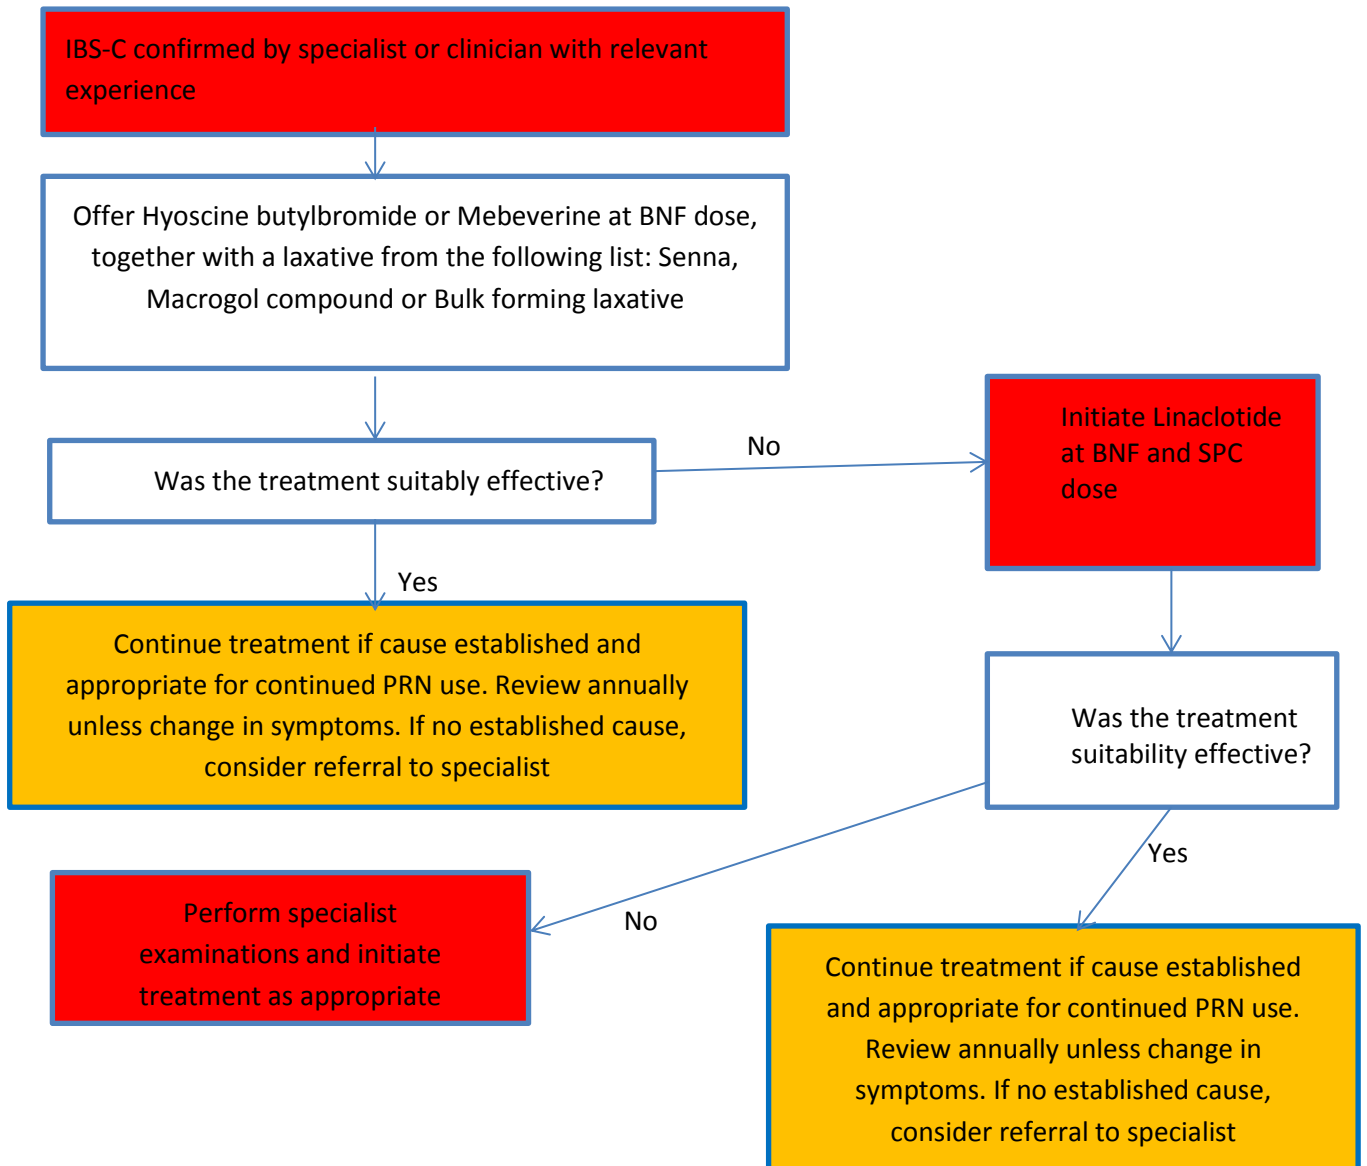 IBS-C confirmed by specialist or clinician with relevant
experience
Offer Hyoscine butylbromide or Mebeverine at BNF dose,
together with a laxative from the following list: Senna,
Macrogol compound or Bulk forming laxative
Was the treatment suitably effective?
No
Initiate Linaclotide
at BNF and SPC
dose
Yes
Continue treatment if cause established and
appropriate for continued PRN use. Review annually
unless change in symptoms. If no established cause,
consider referral to specialist
Was the treatment
suitability effective?
No
Yes
Perform specialist
examinations and initiate
treatment as appropriate
Continue treatment if cause established
and appropriate for continued PRN use.
Review annually unless change in
symptoms. If no established cause,
consider referral to specialist